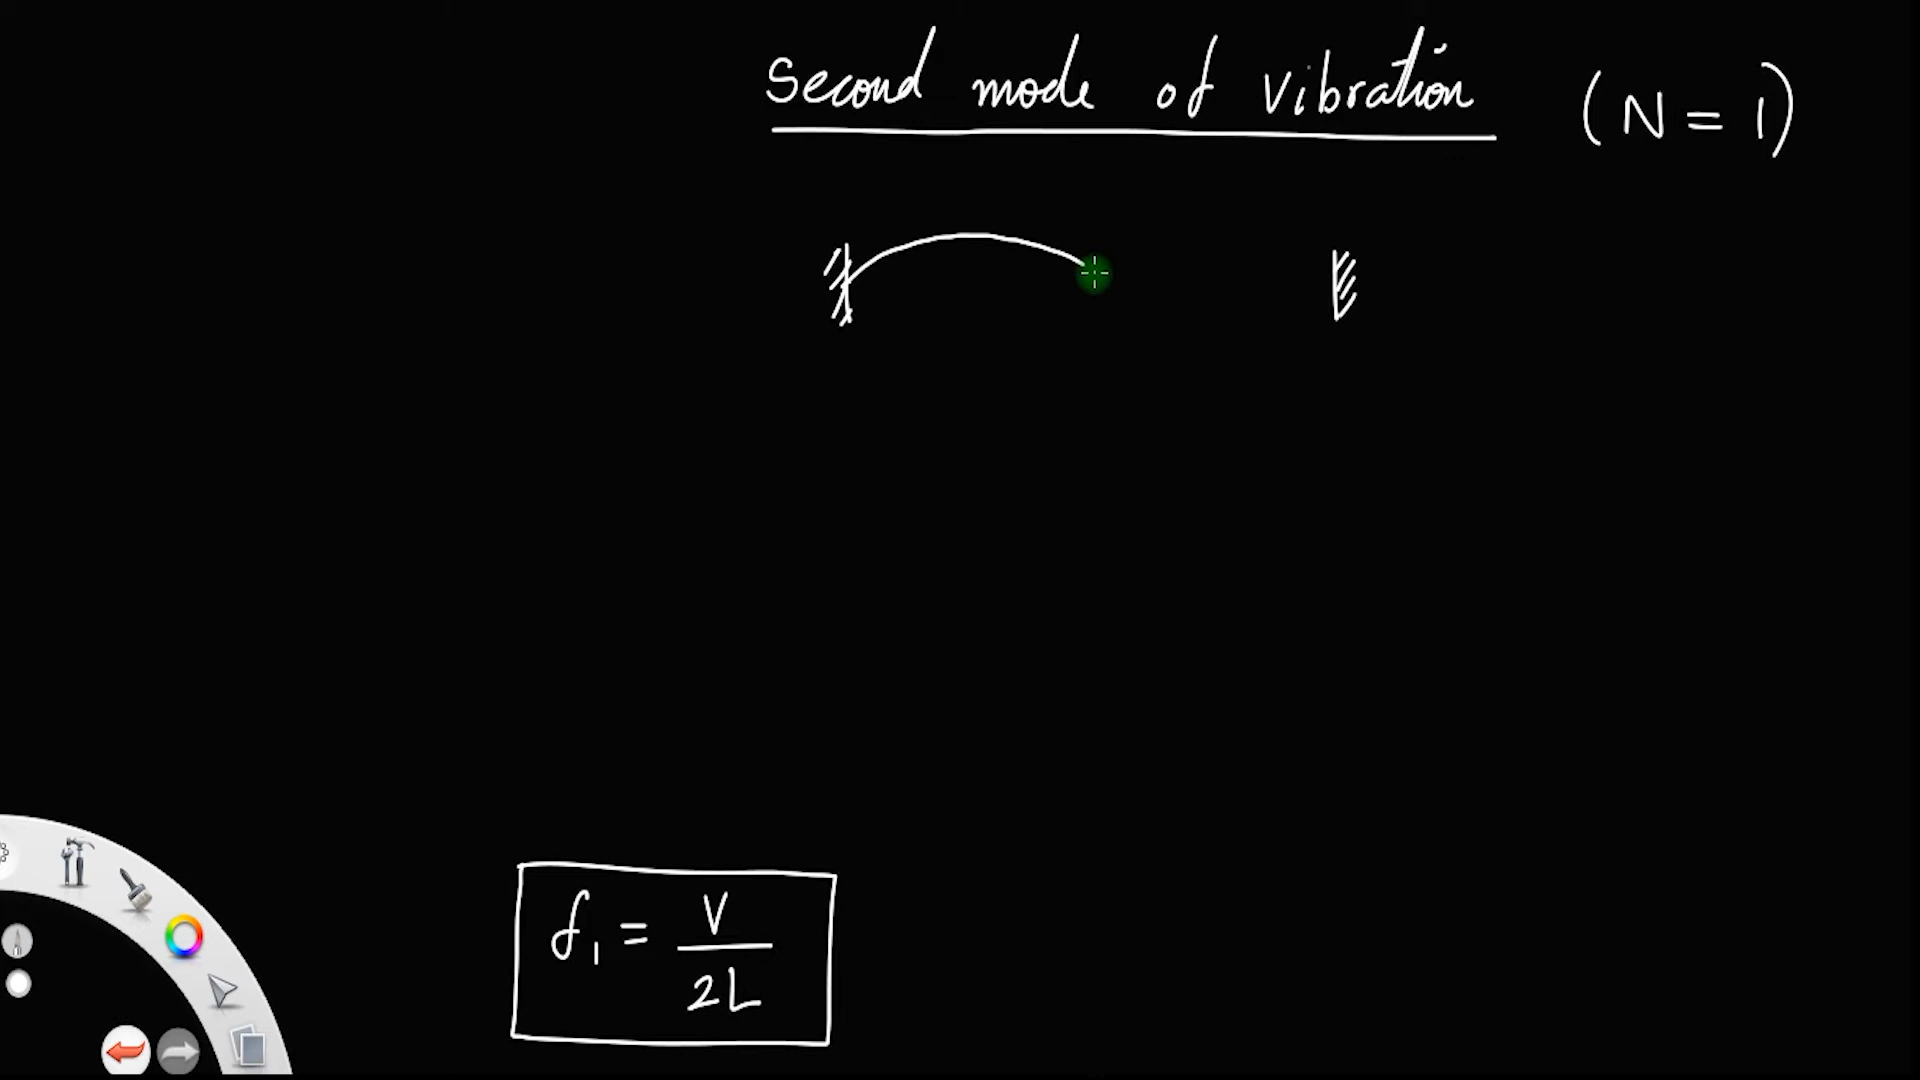 Second mode of vibration (N = 1)
f₁ = V / 2L